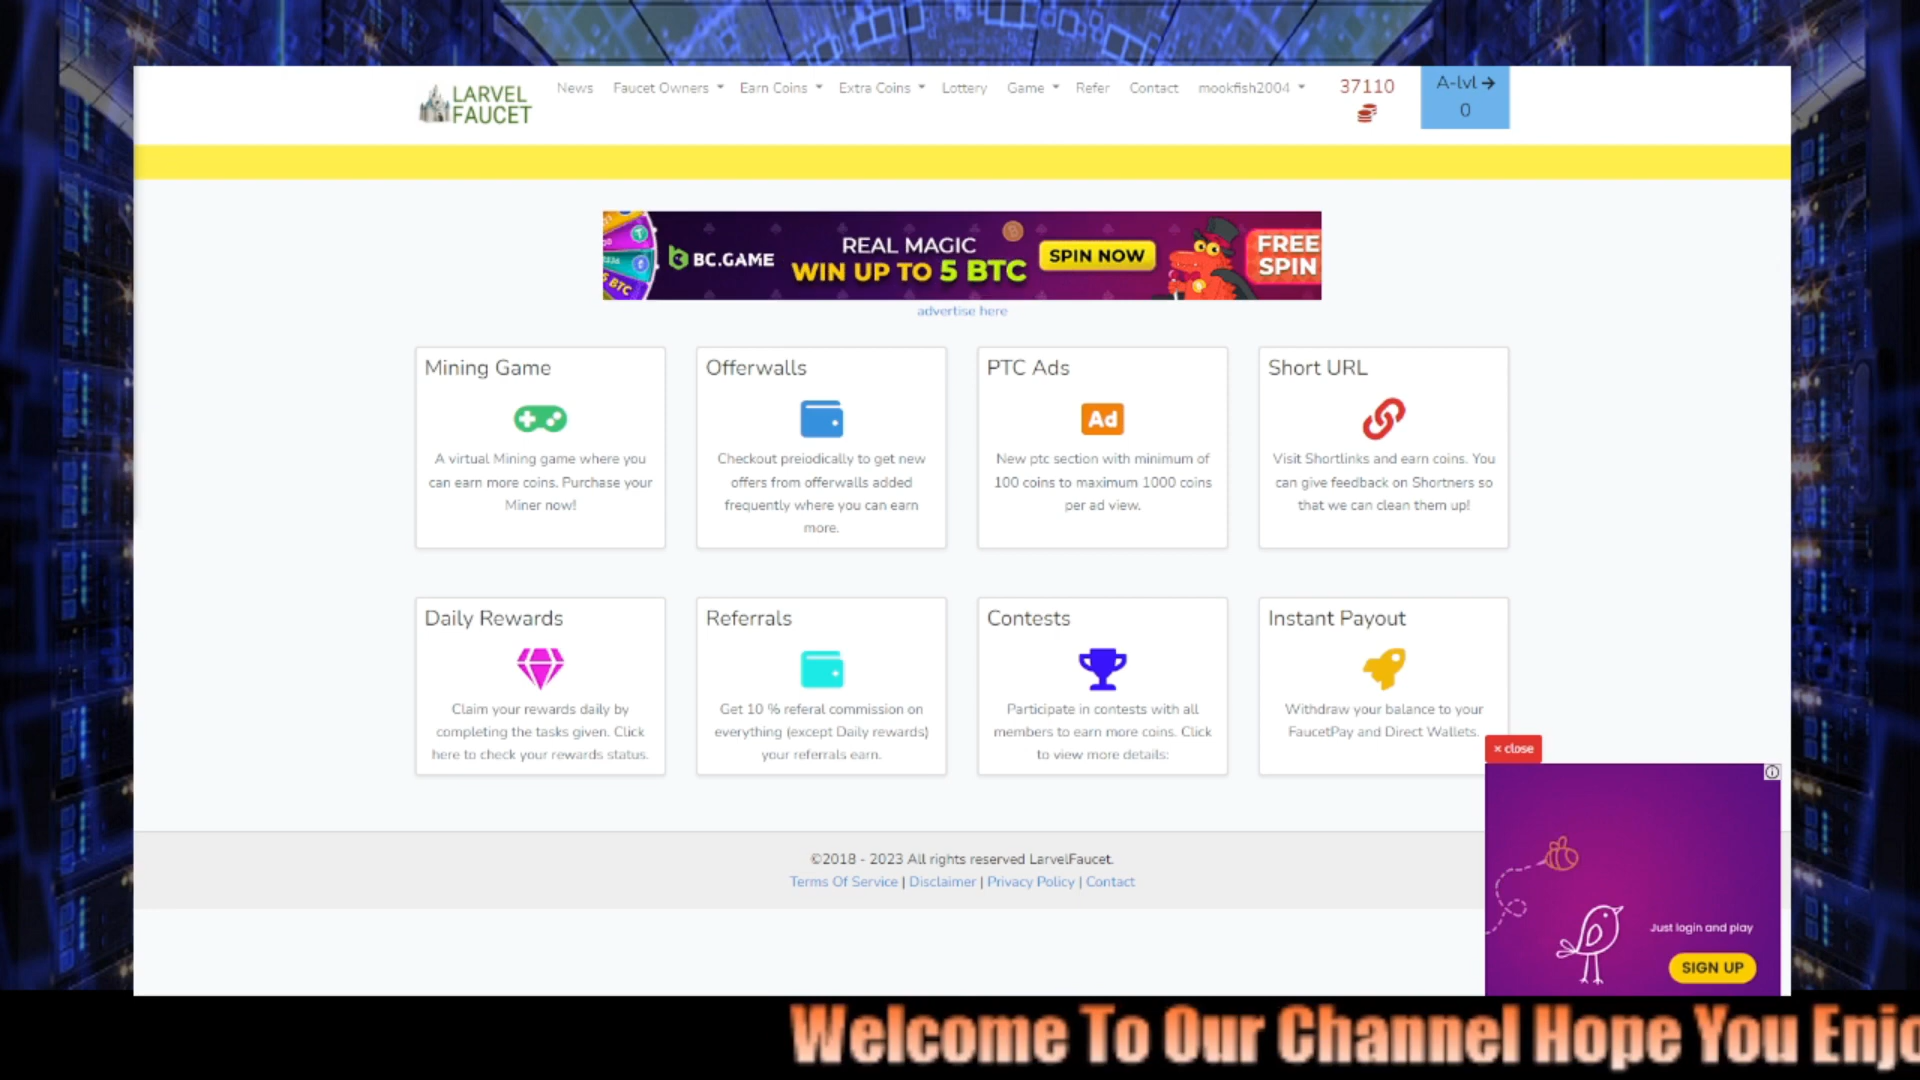 LARVEL
FAUCET
News Faucet Owners Earn Coins Extra Coins Lottery Game Refer Contact mookfish2004 37110
A-lvl →
0
BC.GAME
REAL MAGIC
WIN UP TO 5 BTC
SPIN NOW
FREE
SPIN
5 BTC
advertise here
Mining Game
A virtual Mining game where you
can earn more coins. Purchase your
Miner now!
Offerwalls
Checkout preiodically to get new
offers from offerwalls added
frequently where you can earn
more.
PTC Ads
Ad
New ptc section with minimum of
100 coins to maximum 1000 coins
per ad view.
Short URL
Visit Shortlinks and earn coins. You
can give feedback on Shortners so
that we can clean them up!
Daily Rewards
Claim your rewards daily by
completing the tasks given. Click
here to check your rewards status.
Referrals
Get 10 % referal commission on
everything (except Daily rewards)
your referrals earn.
Contests
Participate in contests with all
members to earn more coins. Click
to view more details:
Instant Payout
Withdraw your balance to your
FaucetPay and Direct Wallets.
× close
Just login and play
SIGN UP
©2018 - 2023 All rights reserved LarvelFaucet.
Terms Of Service | Disclaimer | Privacy Policy | Contact
Welcome To Our Channel Hope You Enjo